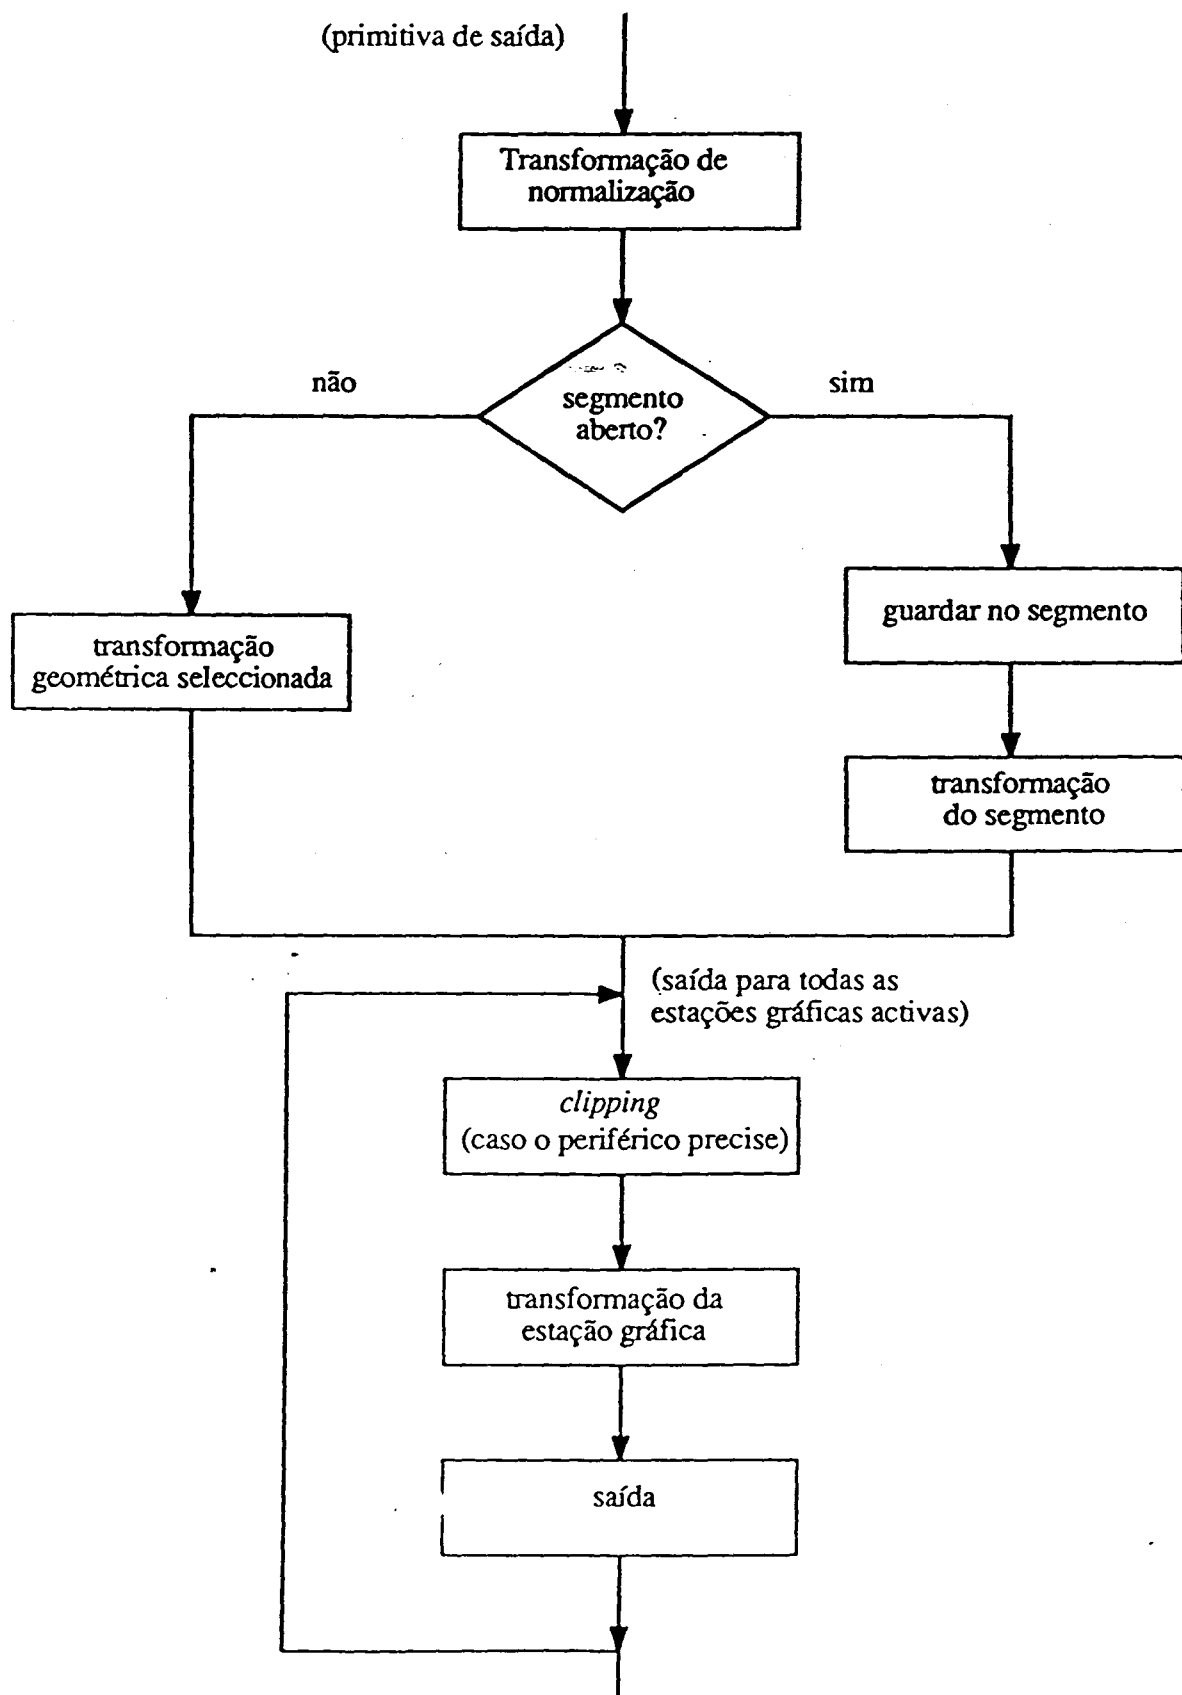 (primitiva de saída)
Transformação de
normalização
não
sim
segmento
aberto?
guardar no segmento
transformação
geométrica seleccionada
transformação
do segmento
(saída para todas as
estações gráficas activas)
clipping
(caso o periférico precise)
transformação da
estação gráfica
saída